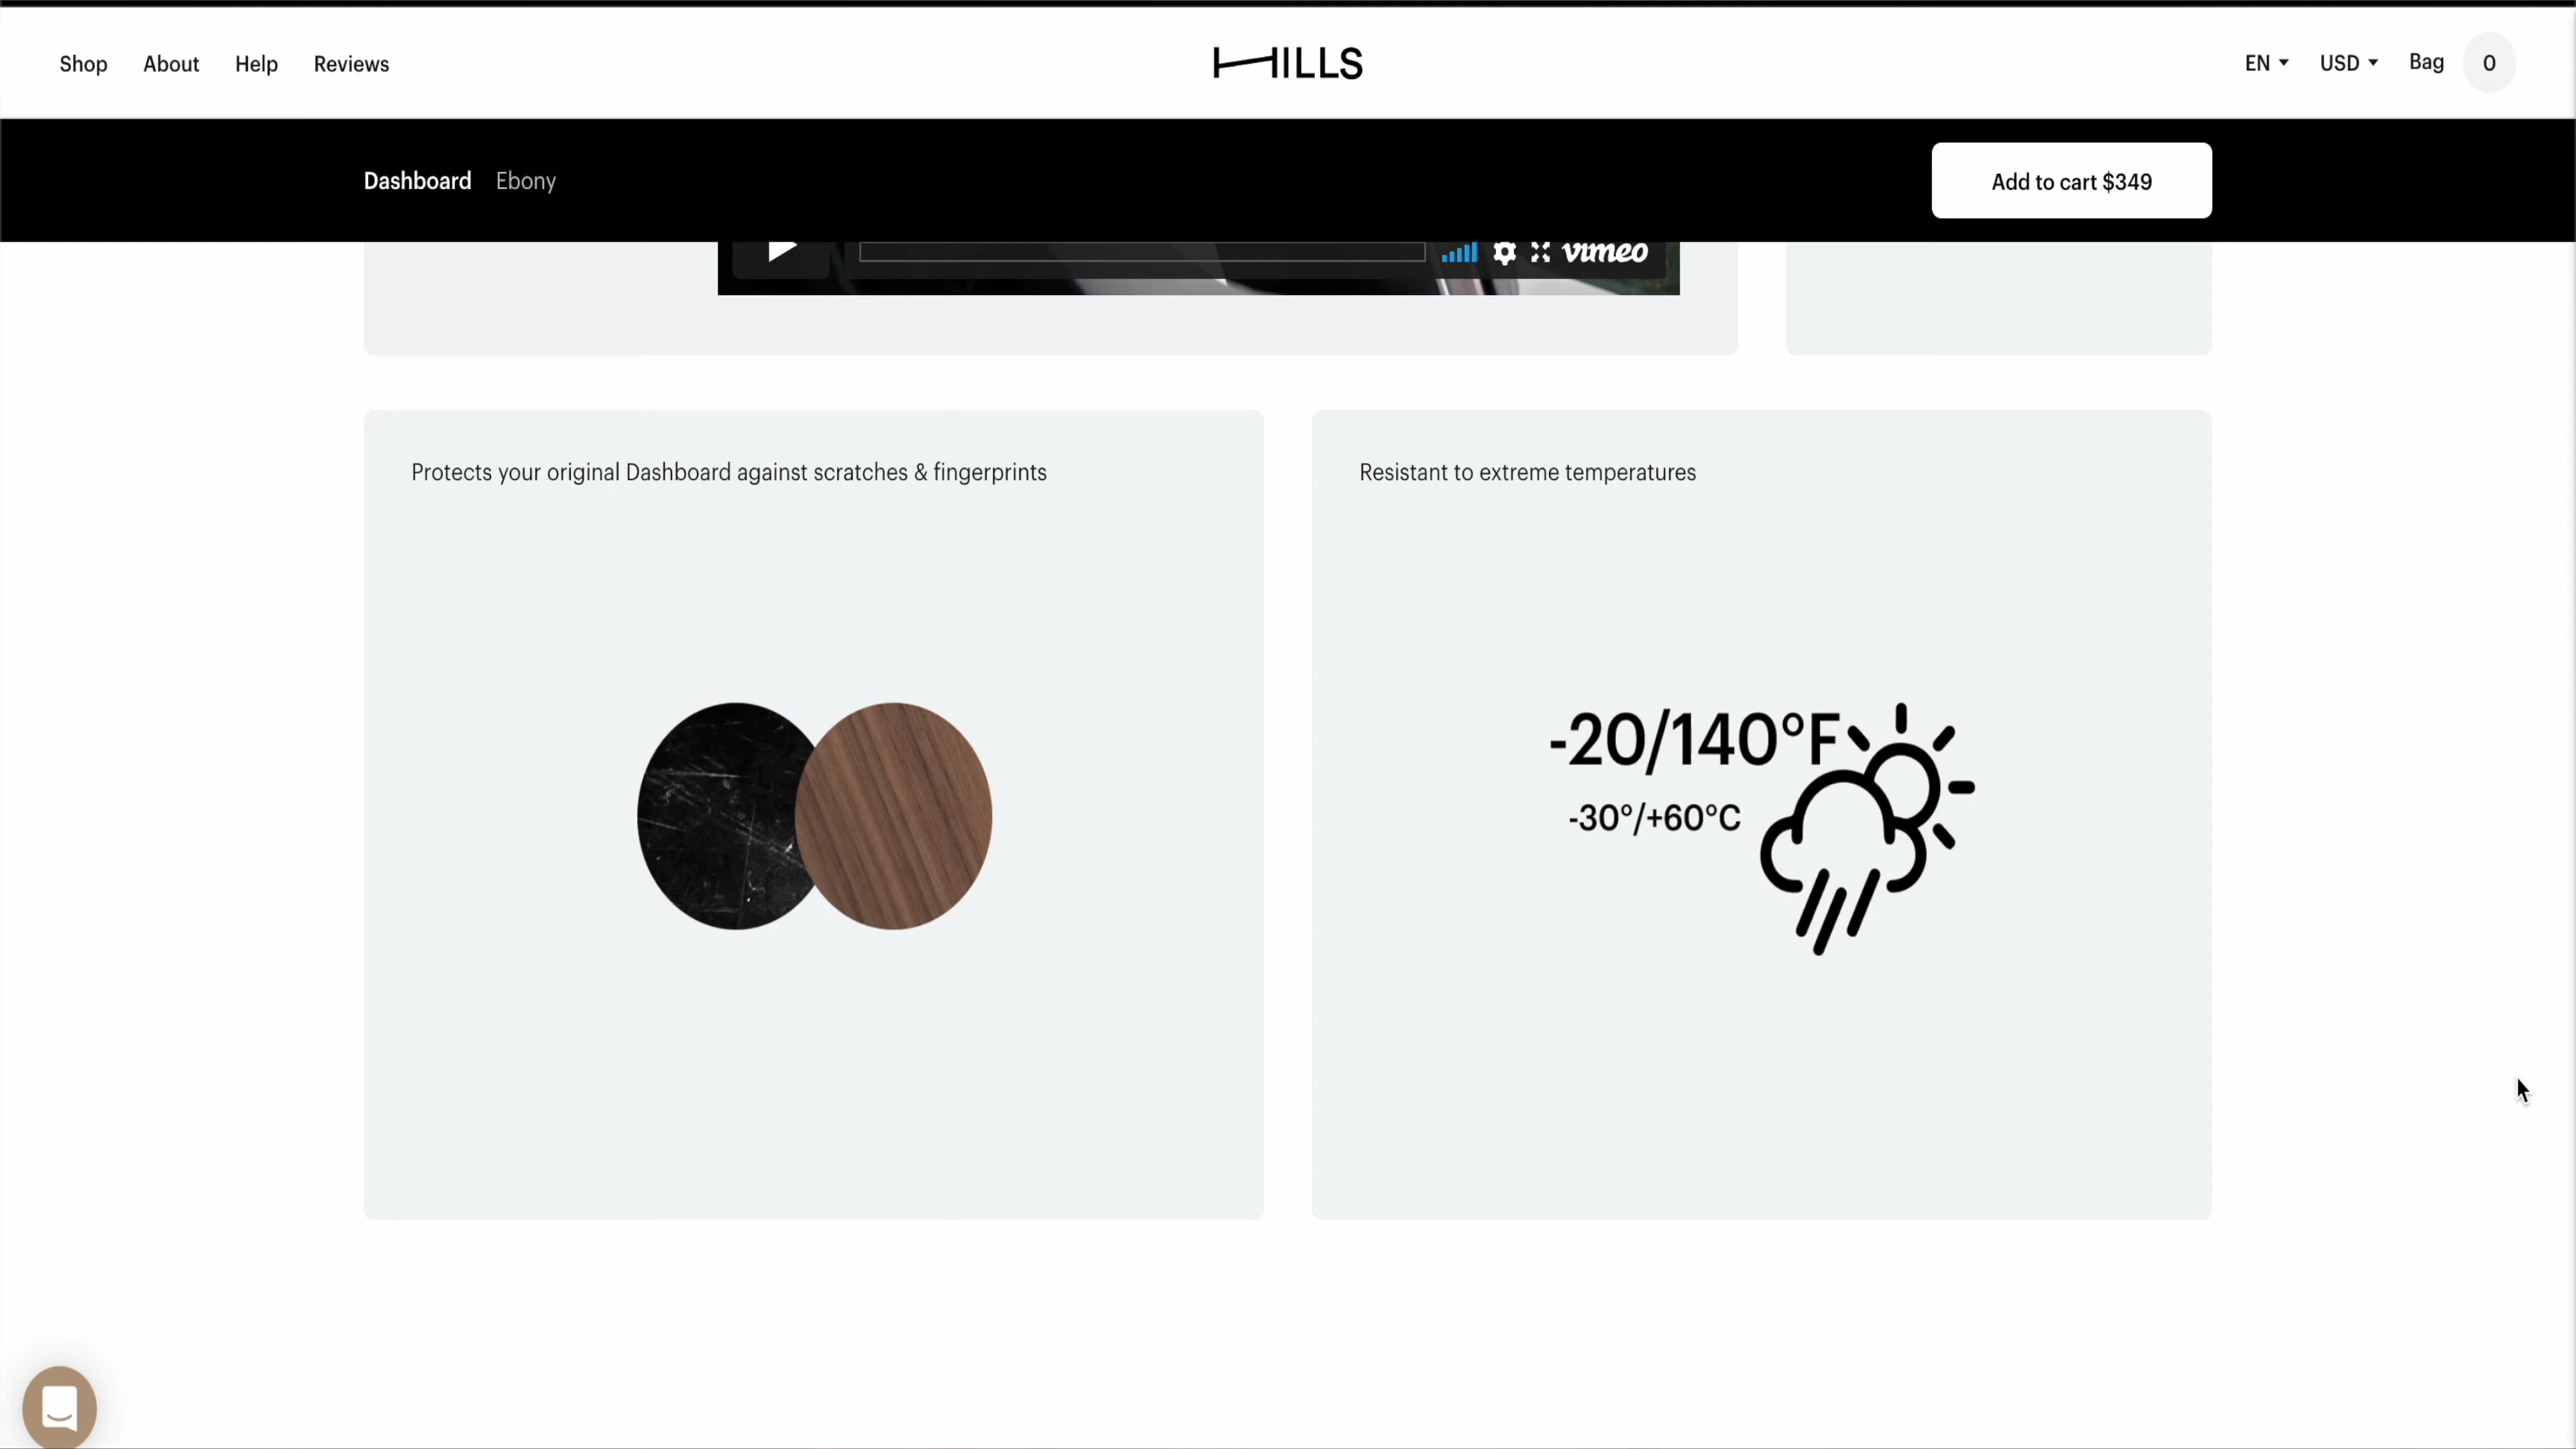 Shop About Help Reviews
HILLS
EN USD Bag 0
Dashboard Ebony
Add to cart $349
vimeo
Protects your original Dashboard against scratches & fingerprints
Resistant to extreme temperatures
-20/140°F
-30°/+60°C